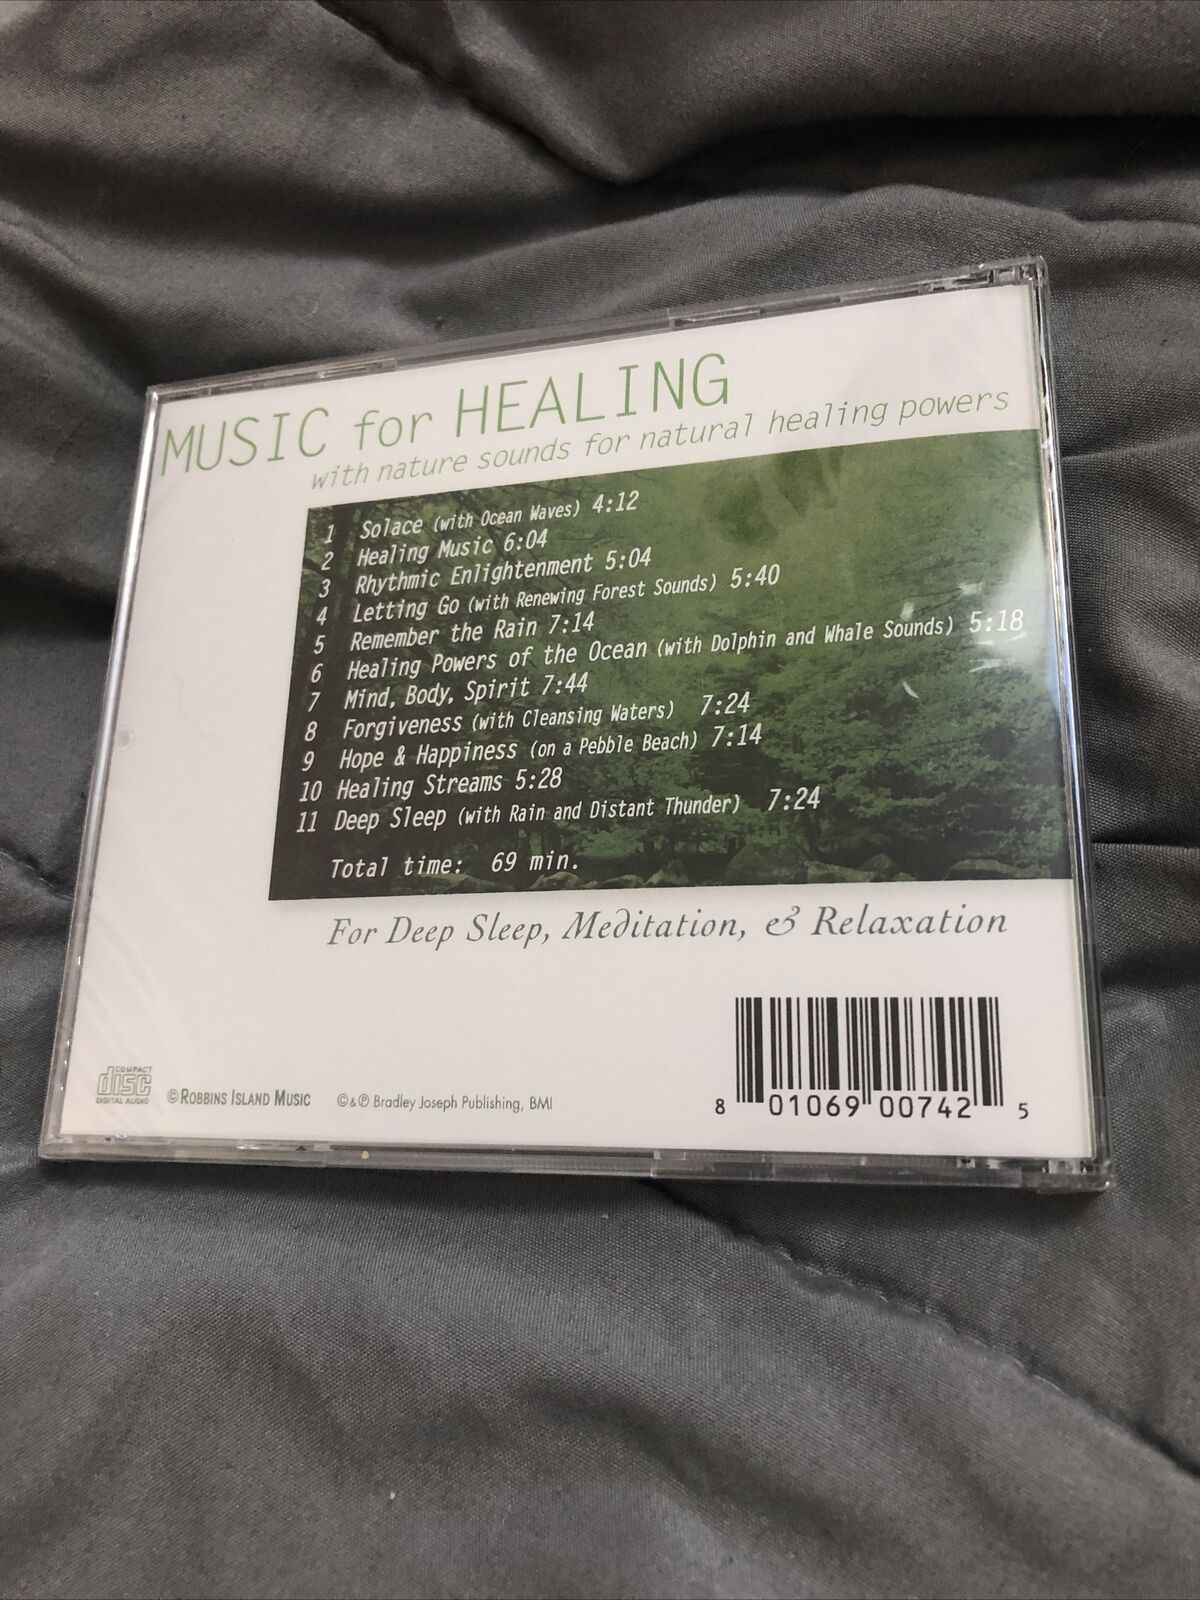 MUSIC for HEALING
with nature sounds for natural healing powers
1 Solace (with Ocean Waves) 4:12
2 Healing Music 6:04
3 Rhythmic Enlightenment 5:04
4 Letting Go (with Renewing Forest Sounds) 5:40
5 Remember the Rain 7:14
6 Healing Powers of the Ocean (with Dolphin and Whale Sounds) 5:18
7 Mind, Body, Spirit 7:44
8 Forgiveness (with Cleansing Waters) 7:24
9 Hope & Happiness (on a Pebble Beach) 7:14
10 Healing Streams 5:28
11 Deep Sleep (with Rain and Distant Thunder) 7:24
Total time: 69 min.
For Deep Sleep, Meditation, & Relaxation
COMPACT
disc
DIGITAL AUDIO
© ROBBINS ISLAND MUSIC
©&℗ Bradley Joseph Publishing, BMI
8 01069 00742 5